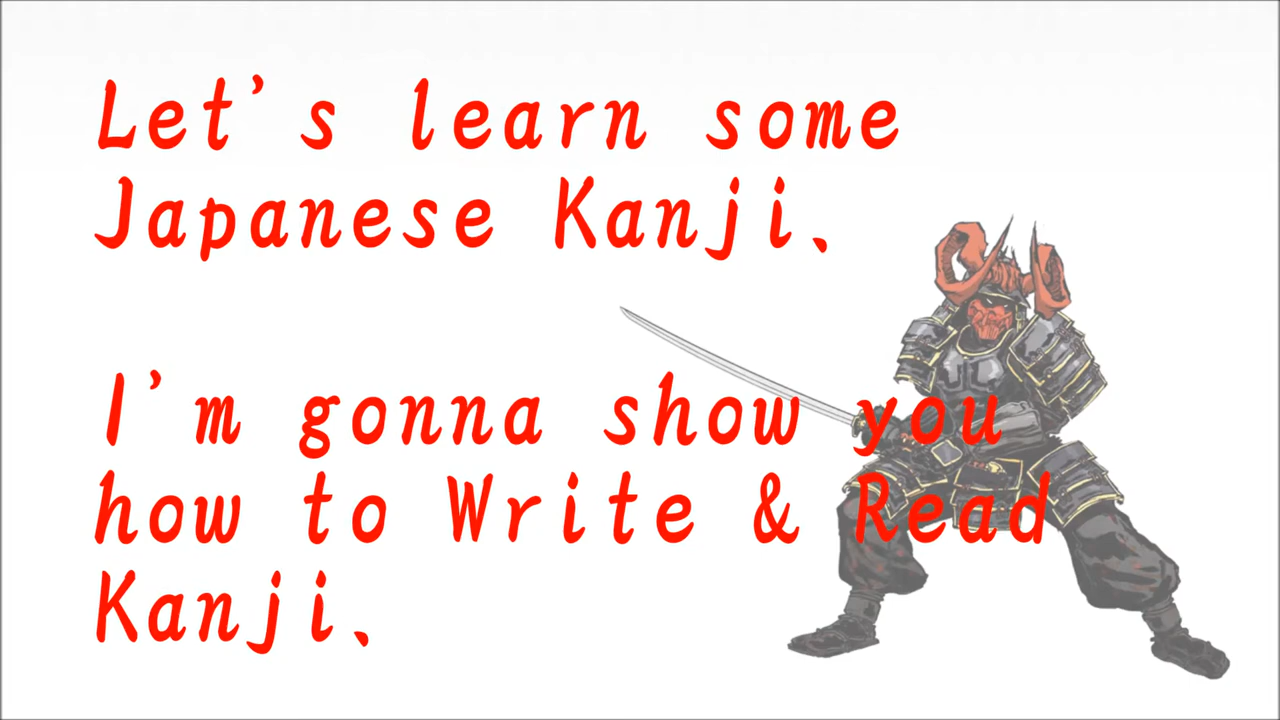 Let's learn some
Japanese Kanji、
I'm gonna show you
how to Write & Read
Kanji、